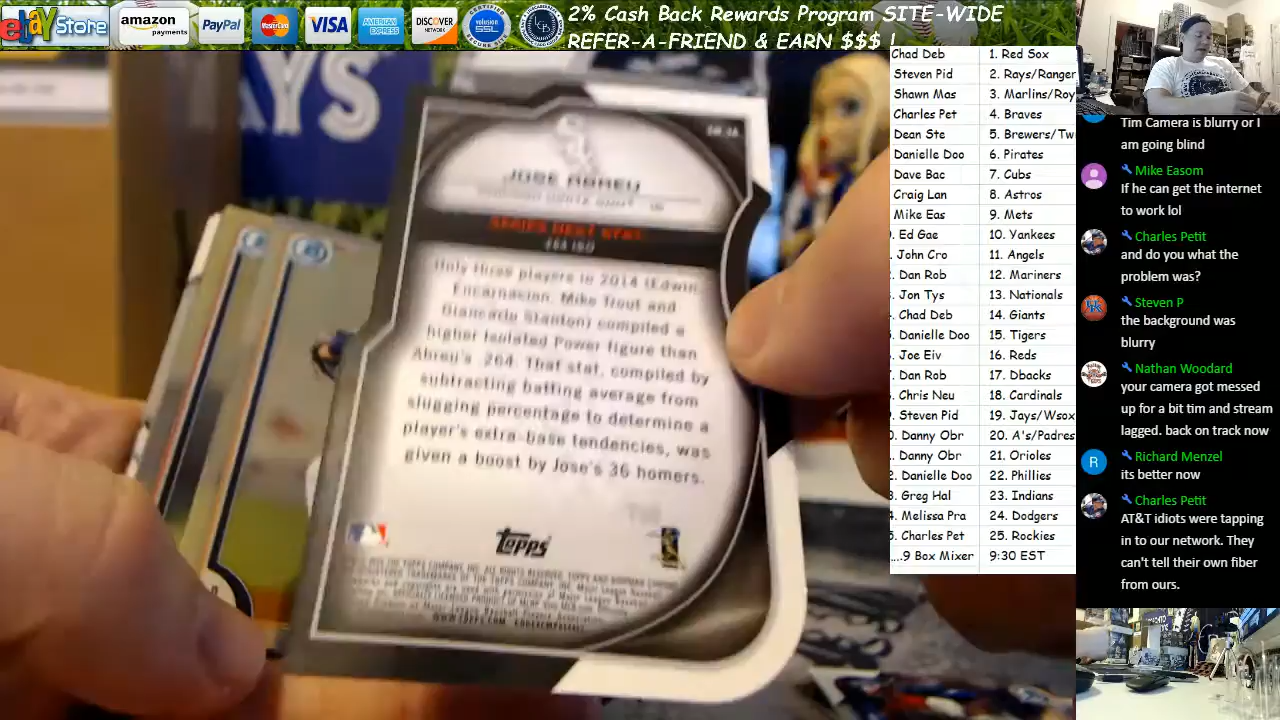 ebay Store
amazon
payments
PayPal
MasterCard
VISA
AMERICAN EXPRESS
DISCOVER
NETWORK
2% Cash Back Rewards Program SITE-WIDE
REFER-A-FRIEND & EARN $$$ !
JOSE ABREU
SERIES BEST STAT:
.264 ISO
Only three players in 2014 (Edwin
Encarnacion, Mike Trout and
Giancarlo Stanton) compiled a
higher Isolated Power figure than
Abreu's .264. That stat, compiled by
subtracting batting average from
slugging percentage to determine a
player's extra-base tendencies, was
given a boost by Jose's 36 homers.
Topps
Chad Deb 1. Red Sox
Steven Pid 2. Rays/Ranger
Shawn Mas 3. Marlins/Roy
Charles Pet 4. Braves
Dean Ste 5. Brewers/Tw
Danielle Doo 6. Pirates
Dave Bac 7. Cubs
Craig Lan 8. Astros
Mike Eas 9. Mets
. Ed Gae 10. Yankees
. John Cro 11. Angels
. Dan Rob 12. Mariners
. Jon Tys 13. Nationals
. Chad Deb 14. Giants
. Danielle Doo 15. Tigers
. Joe Eiv 16. Reds
. Dan Rob 17. Dbacks
. Chris Neu 18. Cardinals
. Steven Pid 19. Jays/Wsox
. Danny Obr 20. A's/Padres
. Danny Obr 21. Orioles
. Danielle Doo 22. Phillies
3. Greg Hal 23. Indians
4. Melissa Pra 24. Dodgers
. Charles Pet 25. Rockies
....9 Box Mixer 9:30 EST
Tim Camera is blurry or I
am going blind
Mike Easom
If he can get the internet
to work lol
Charles Petit
and do you what the
problem was?
Steven P
the background was
blurry
Nathan Woodard
your camera got messed
up for a bit tim and stream
lagged. back on track now
R
Richard Menzel
its better now
Charles Petit
AT&T idiots were tapping
in to our network. They
can't tell their own fiber
from ours.